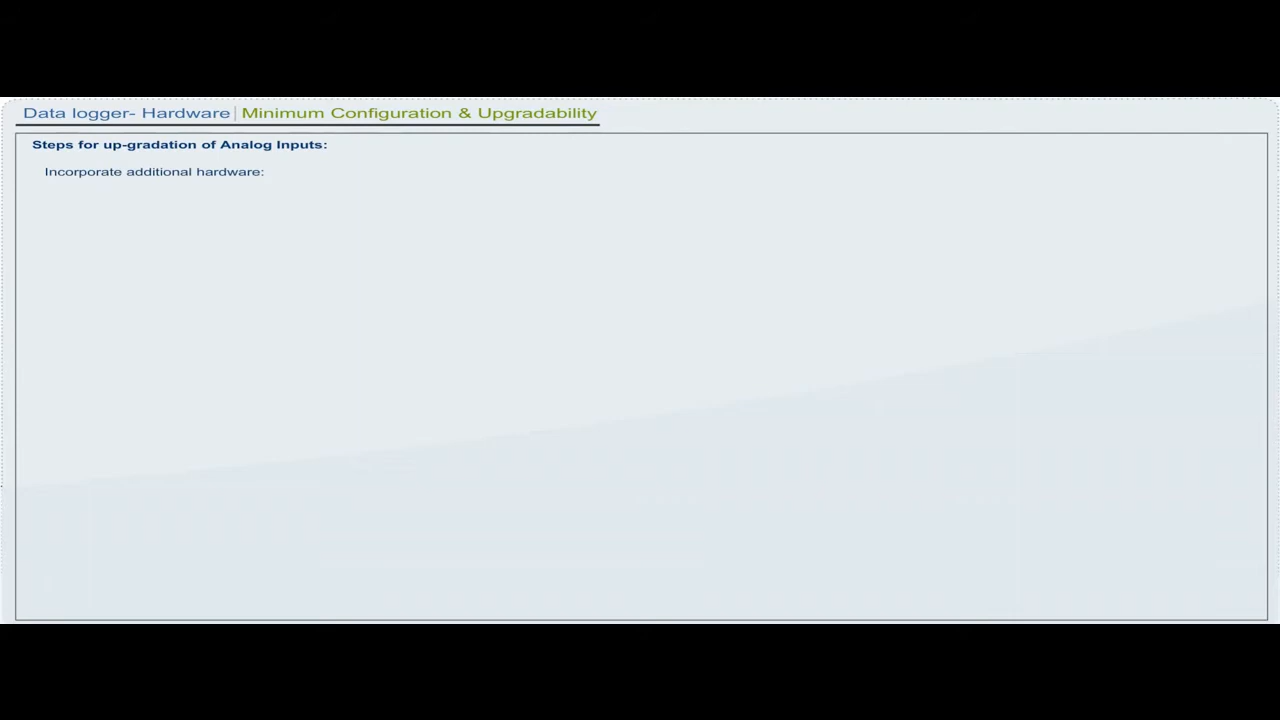 Data logger- Hardware | Minimum Configuration & Upgradability
Steps for up-gradation of Analog Inputs:
Incorporate additional hardware: